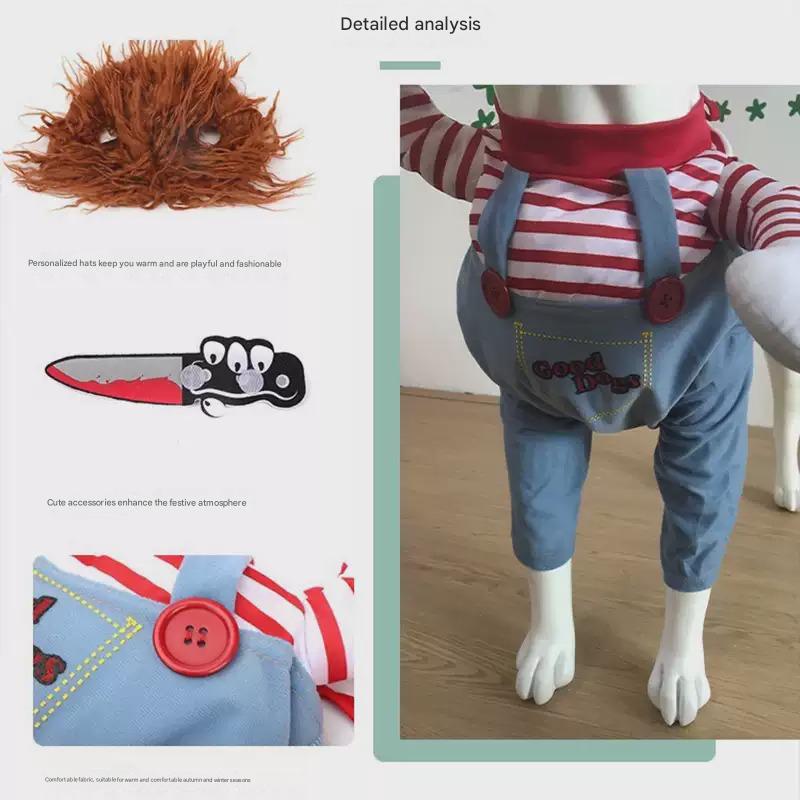 Detailed analysis
Personalized hats keep you warm and are playful and fashionable
Good
Dogs
Cute accessories enhance the festive atmosphere
Comfortable fabric, suitable for warm and comfortable autumn and winter seasons